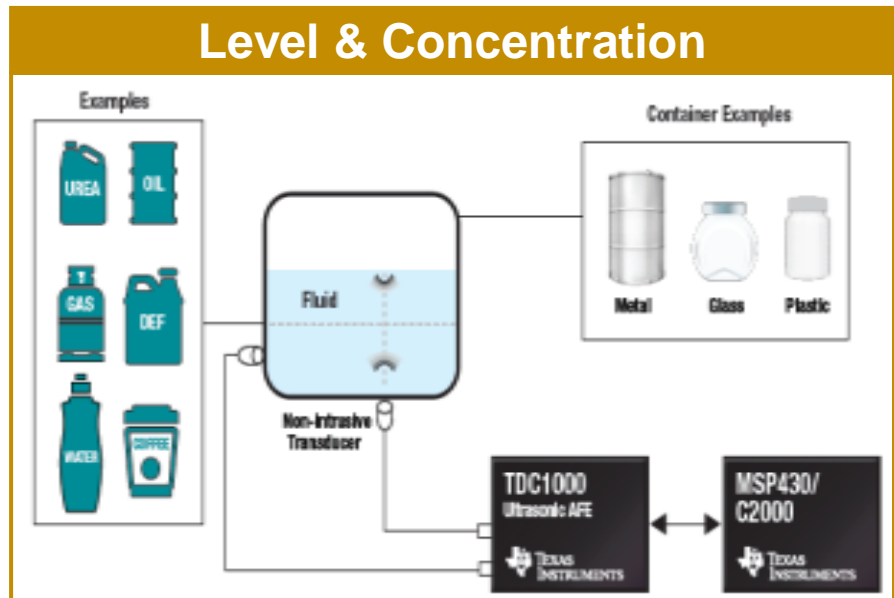 Level & Concentration
Examples
UREA
OIL
GAS
DEF
WATER
COFFEE
Container Examples
Metal
Glass
Plastic
Fluid
Non-intrusive
Transducer
TDC1000
Ultrasonic AFE
TEXAS
INSTRUMENTS
MSP430/
C2000
TEXAS
INSTRUMENTS